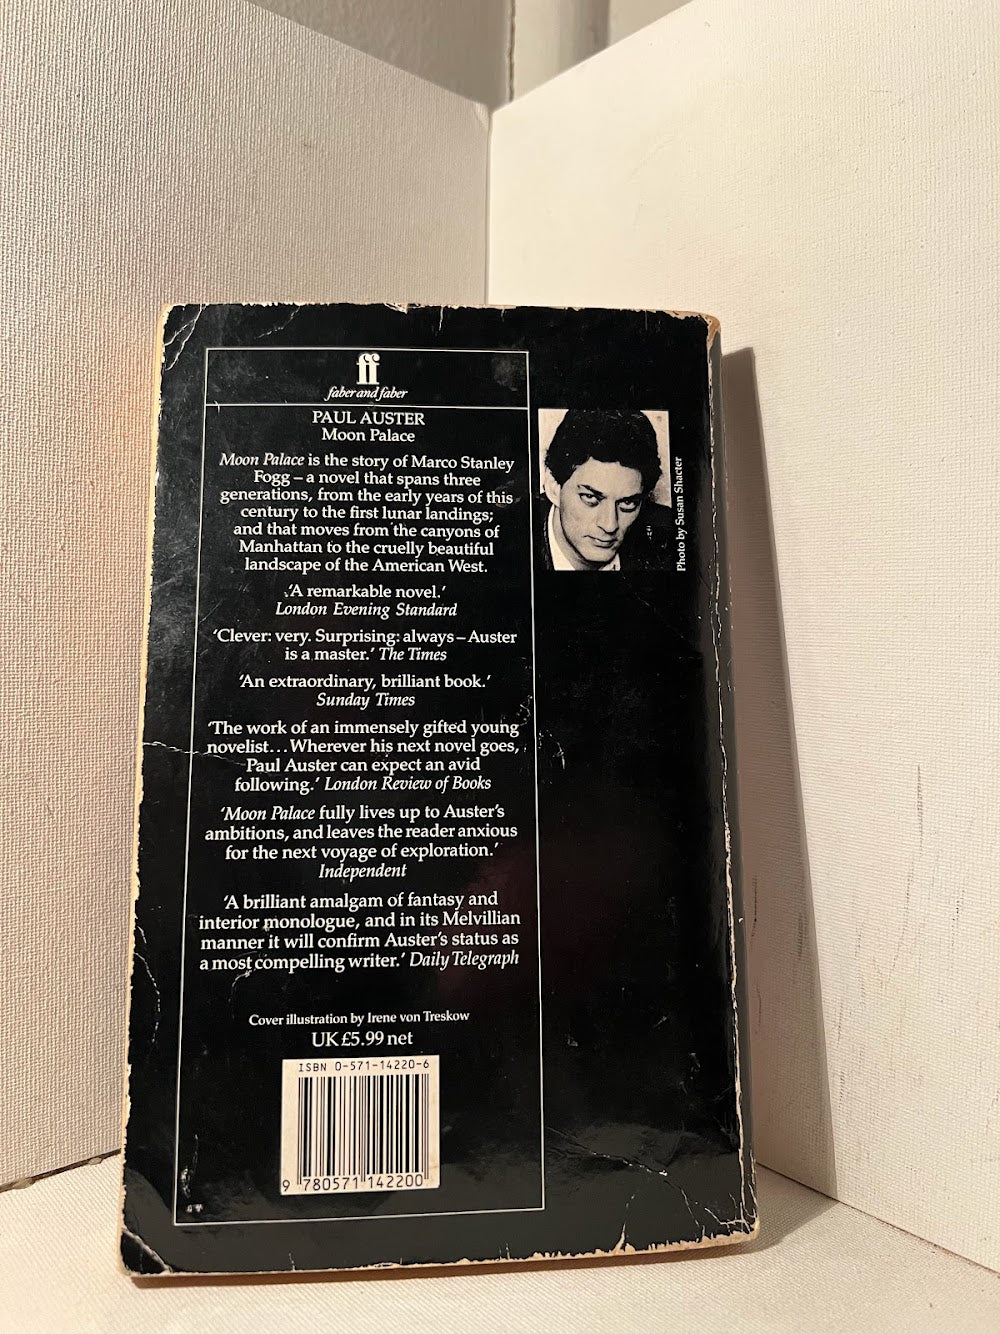 ff
faber and faber
PAUL AUSTER
Moon Palace
Moon Palace is the story of Marco Stanley
Fogg – a novel that spans three
generations, from the early years of this
century to the first lunar landings;
and that moves from the canyons of
Manhattan to the cruelly beautiful
landscape of the American West.
‘A remarkable novel.’
London Evening Standard
‘Clever: very. Surprising: always – Auster
is a master.’ The Times
‘An extraordinary, brilliant book.’
Sunday Times
‘The work of an immensely gifted young
novelist… Wherever his next novel goes,
Paul Auster can expect an avid
following.’ London Review of Books
‘Moon Palace fully lives up to Auster’s
ambitions, and leaves the reader anxious
for the next voyage of exploration.’
Independent
‘A brilliant amalgam of fantasy and
interior monologue, and in its Melvillian
manner it will confirm Auster’s status as
a most compelling writer.’ Daily Telegraph
Cover illustration by Irene von Treskow
UK £5.99 net
ISBN 0-571-14220-6
9 780571 142200
Photo by Susan Shacter